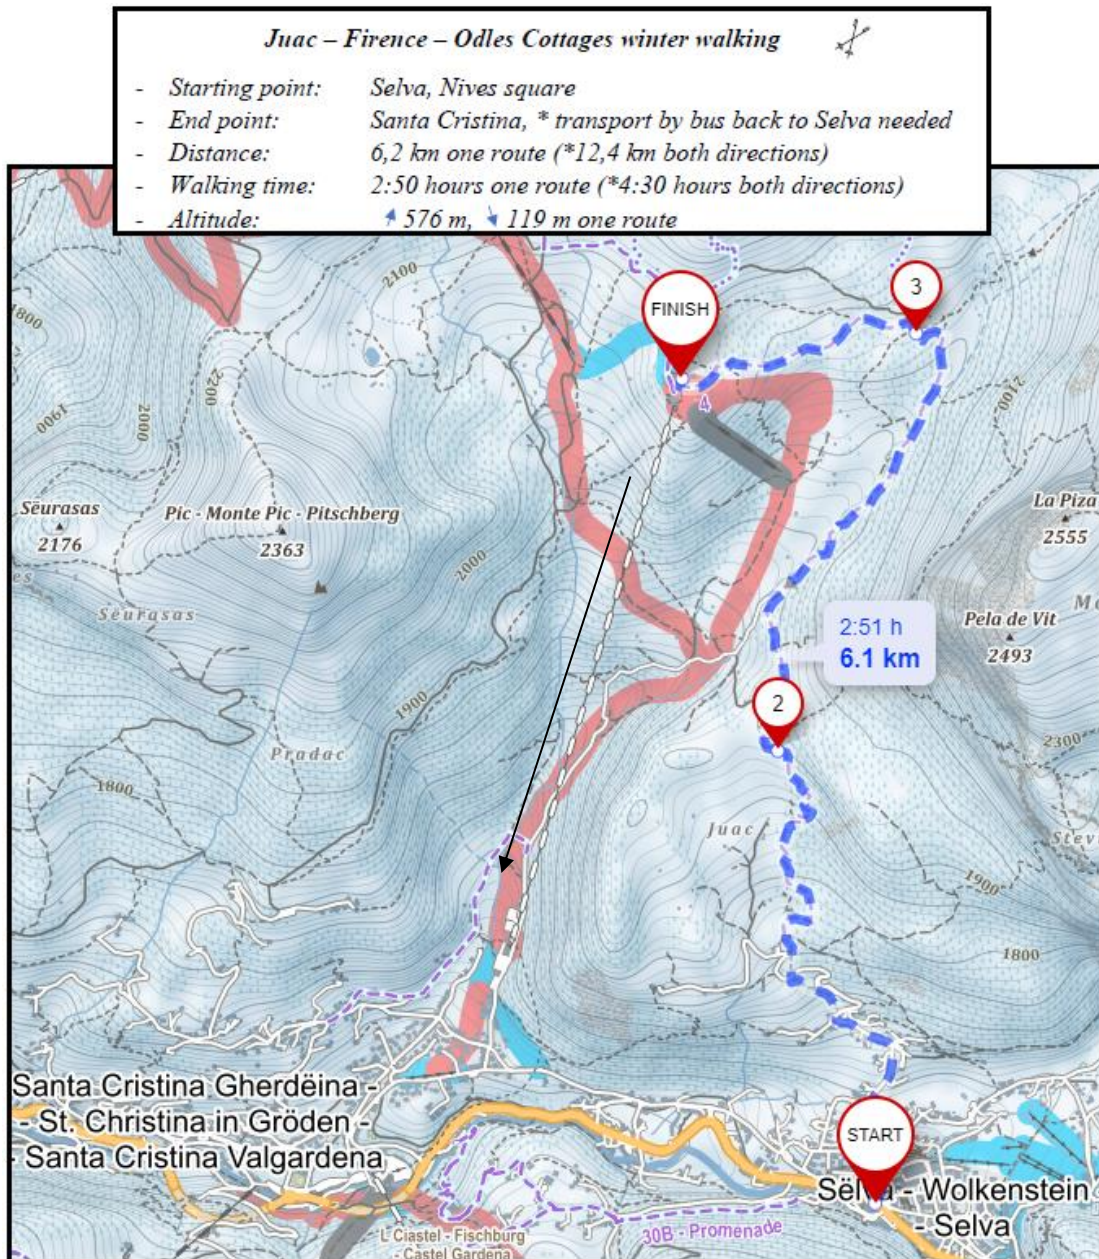 Juac – Firence – Odles Cottages winter walking
- Starting point: Selva, Nives square
- End point: Santa Cristina, * transport by bus back to Selva needed
- Distance: 6,2 km one route (*12,4 km both directions)
- Walking time: 2:50 hours one route (*4:30 hours both directions)
- Altitude: 576 m, 119 m one route
2100
3
FINISH
1800
2200
2000
1900
2100
4
Sëurasas
2176
Pic - Monte Pic - Pitschberg
2363
La Piza
2555
es
2000
Sëurasas
Pela de Vit
2493
2:51 h
6.1 km
1900
2
2300
Pradac
1800
Juac
1900
1800
Santa Cristina Gherdëina -
- St. Christina in Gröden -
- Santa Cristina Valgardena
START
Sëlva - Wolkenstein
- Selva
30B - Promenade
L Ciastel - Fischburg
- Castel Gardena